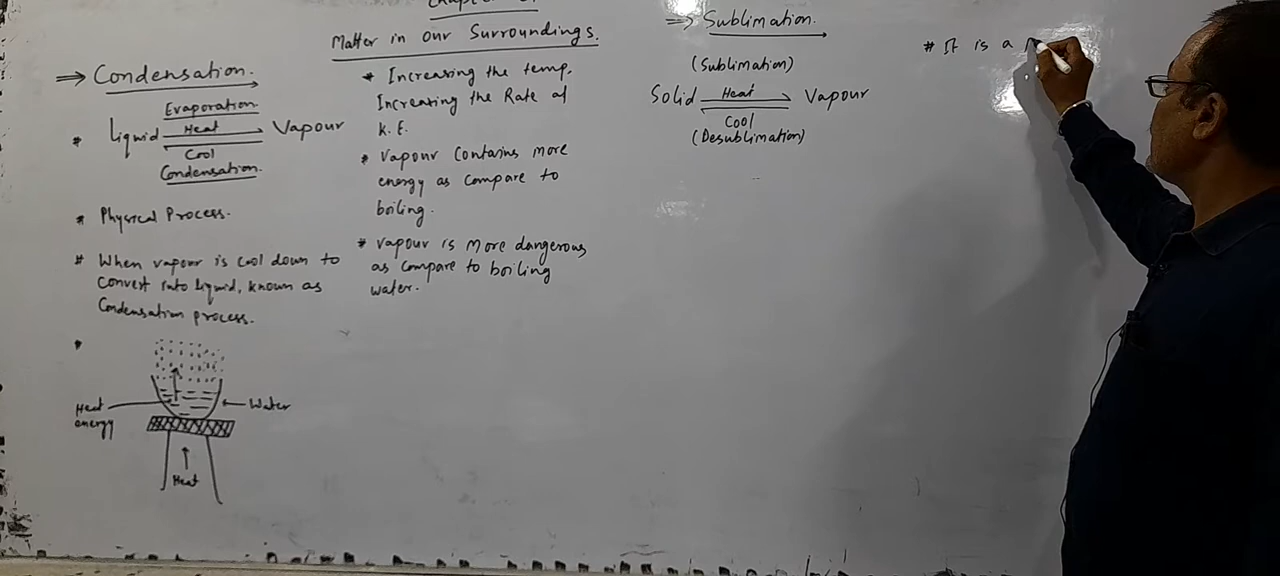 Matter in our Surroundings.
⇒ Condensation.
Evaporation
* Liquid Heat Vapour
Cool
Condensation.
* Physical Process.
* When vapour is cool down to
convert into liquid, known as
Condensation process.
Heat
energy
Water
Heat
* Increasing the temp.
Increasing the Rate of
K.E.
* Vapour contains more
energy as compare to
boiling.
* Vapour is more dangerous
as compare to boiling
water.
⇒ Sublimation.
(Sublimation)
Solid Heat Vapour
Cool
(Desublimation)
* It is a